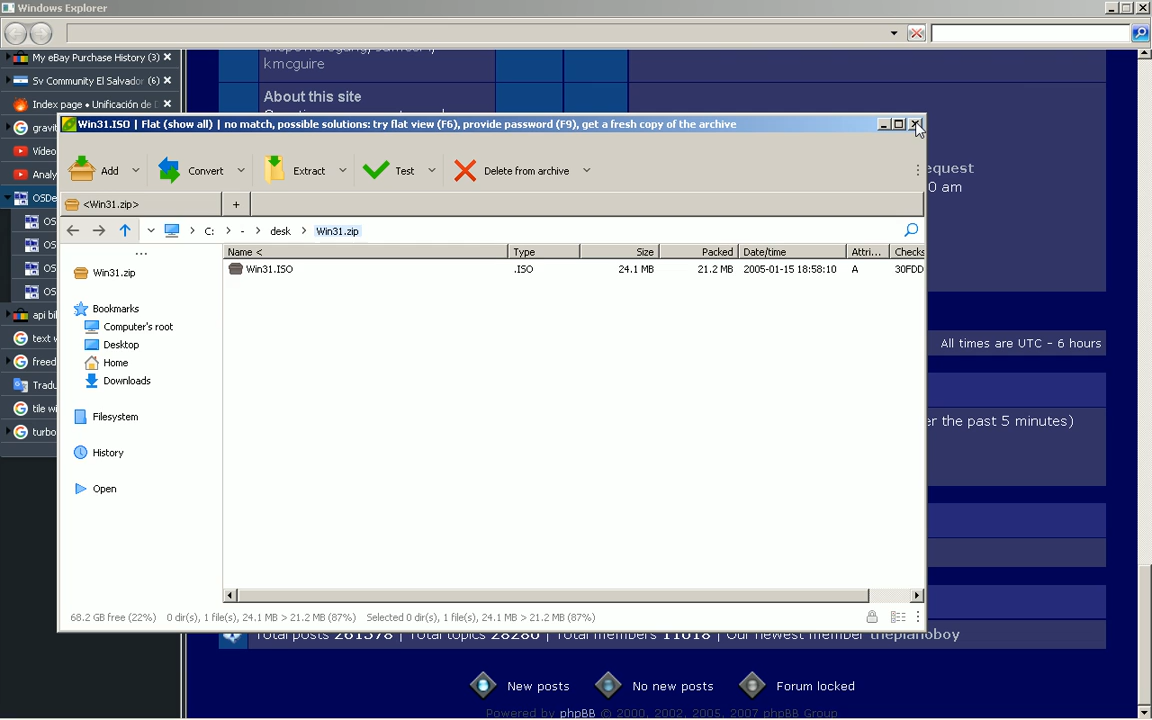 Windows Explorer
My eBay Purchase History (3)
Sv Community El Salvador (6)
Index page • Unificación de
gravit
Vídeo
Analy
OSDe
OS
OS
OS
OS
api bil
text w
freed
Tradu
tile wi
turbo
kmcguire
About this site
Win31.ISO | Flat (show all) | no match, possible solutions: try flat view (F6), provide password (F9), get a fresh copy of the archive
Add
Convert
Extract
Test
Delete from archive
<Win31.zip>
+
C:
-
desk
Win31.zip
...
Win31.zip
Bookmarks
Computer's root
Desktop
Home
Downloads
Filesystem
History
Open
Name < Type Size Packed Date/time Attri... Checks
Win31.ISO .ISO 24.1 MB 21.2 MB 2005-01-15 18:58:10 A 30FDD
68.2 GB free (22%) 0 dir(s), 1 file(s), 24.1 MB > 21.2 MB (87%) Selected 0 dir(s), 1 file(s), 24.1 MB > 21.2 MB (87%)
equest
0 am
All times are UTC - 6 hours
er the past 5 minutes)
Total posts 261578 | Total topics 28286 | Total members 11018 | Our newest member thepianoboy
New posts
No new posts
Forum locked
Powered by phpBB © 2000, 2002, 2005, 2007 phpBB Group